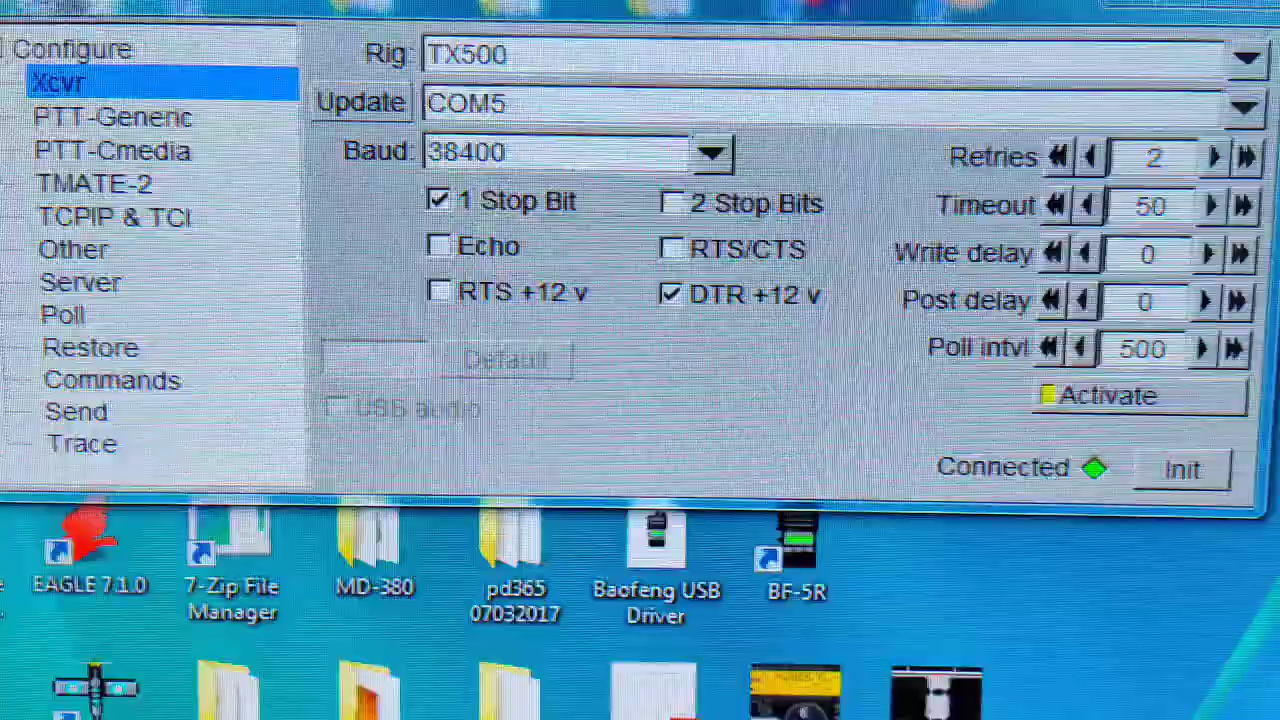 Configure
Xcvr
PTT-Generic
PTT-Cmedia
TMATE-2
TCPIP & TCI
Other
Server
Poll
Restore
Commands
Send
Trace
Rig: TX500
Update COM5
Baud: 38400
1 Stop Bit 2 Stop Bits
Echo RTS/CTS
RTS +12 v DTR +12 v
Default
USB audio
Retries 2
Timeout 50
Write delay 0
Post delay 0
Poll intvl 500
Activate
Connected Init
EAGLE 7.1.0
7-Zip File
Manager
MD-380
pd365
07032017
Baofeng USB
Driver
BF-5R